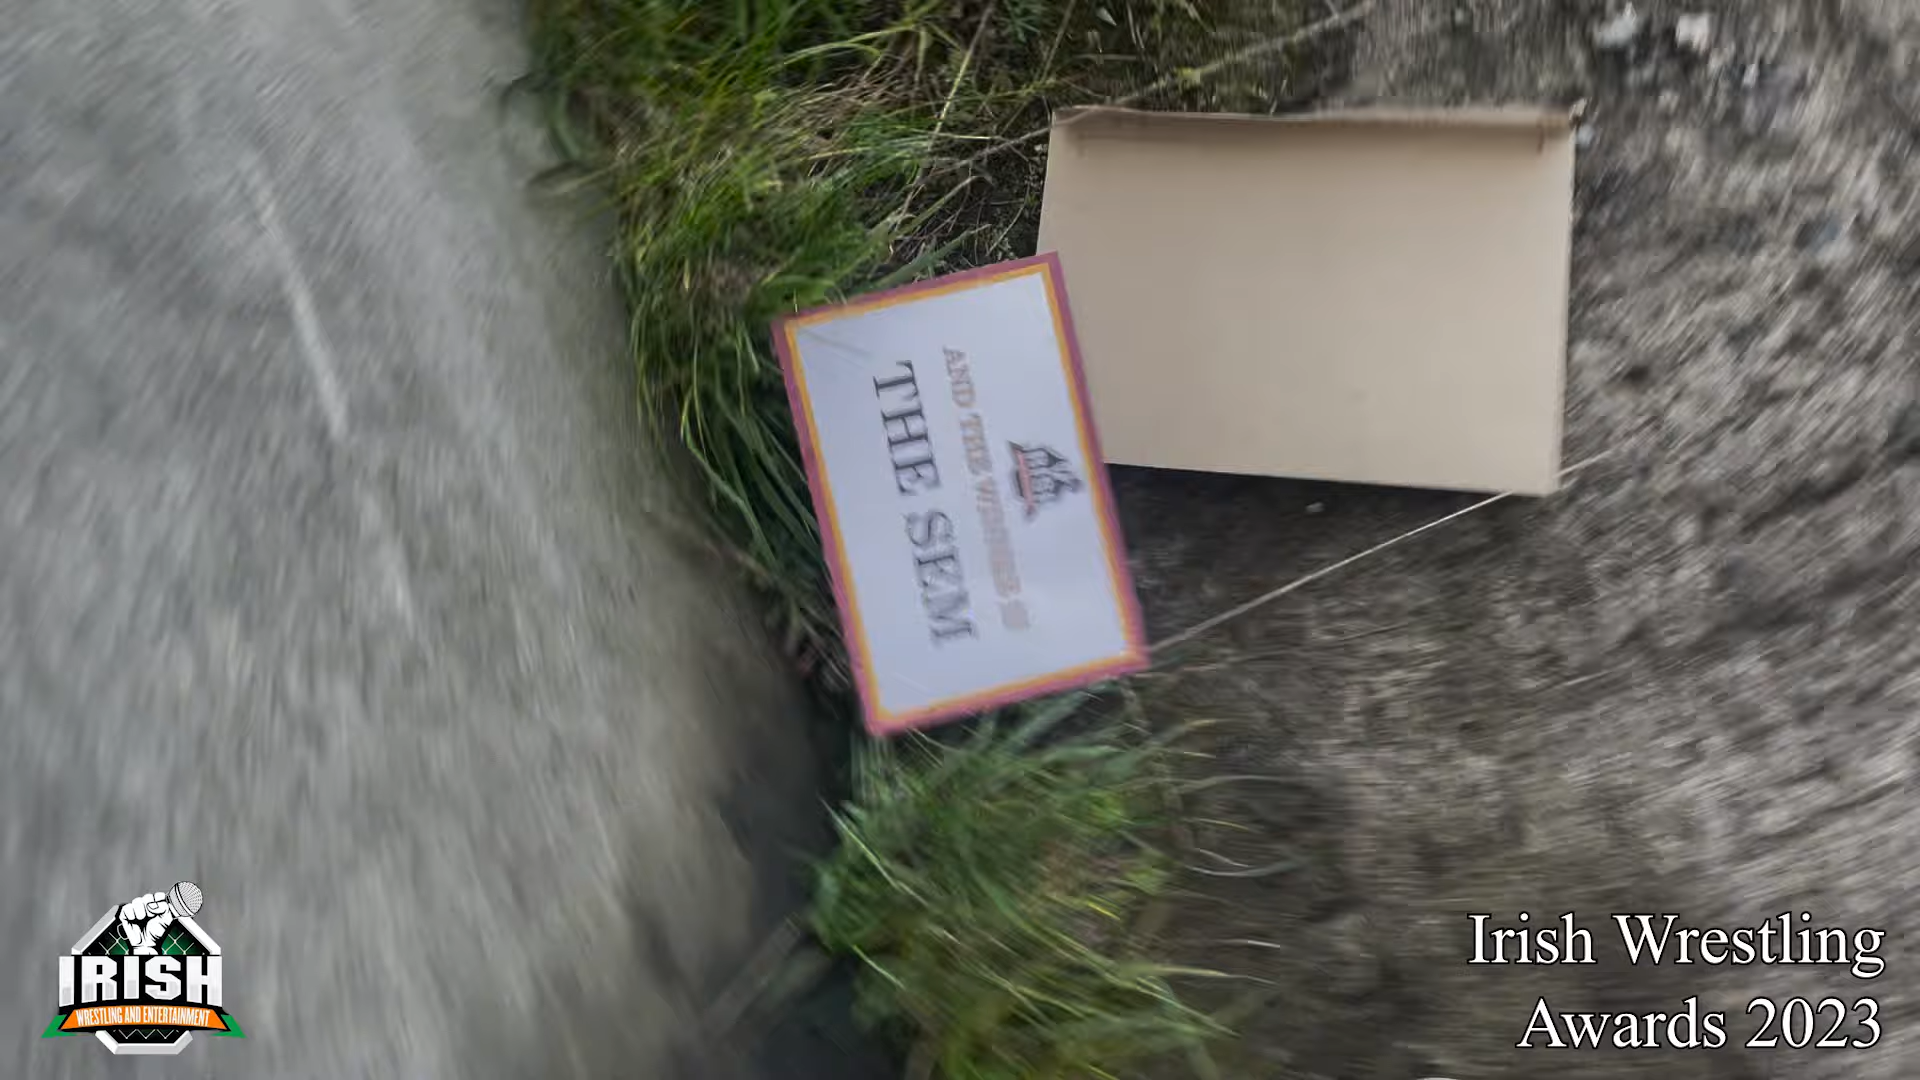 AND THE WINNER IS
THE SEM
IRISH
WRESTLING AND ENTERTAINMENT
Irish Wrestling
Awards 2023